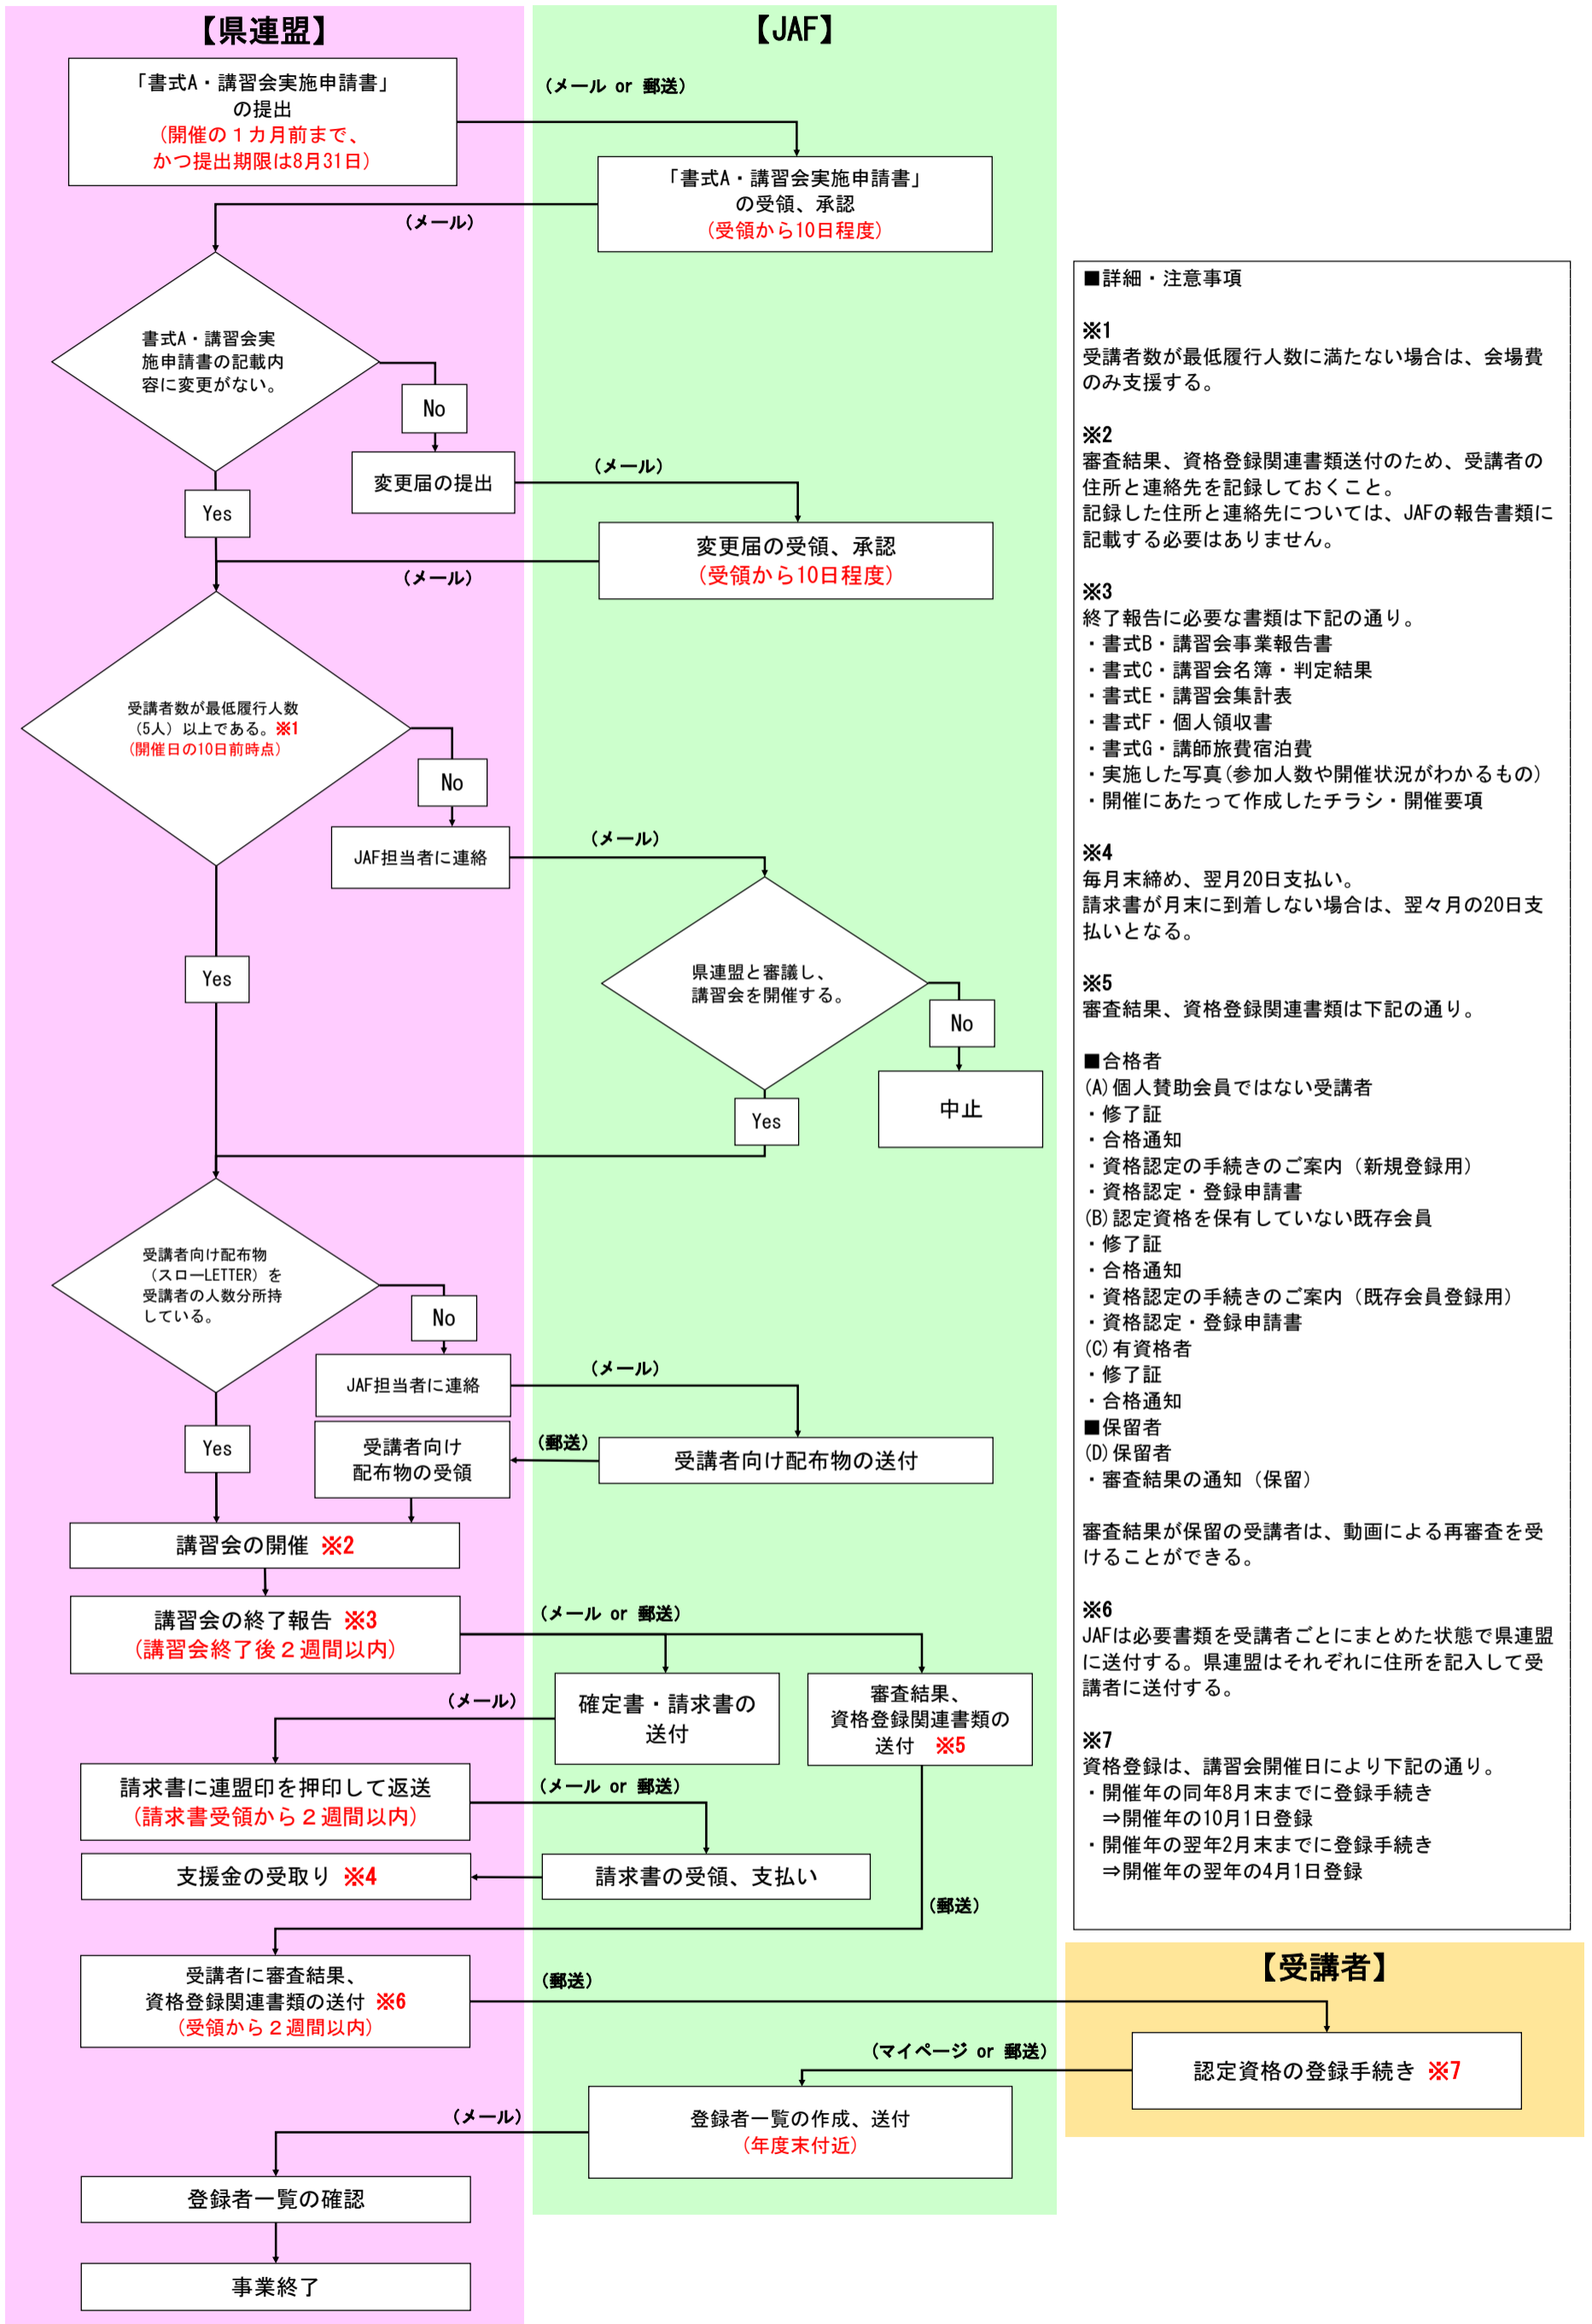 【県連盟】
【JAF】
「書式A・講習会実施申請書」
の提出
（開催の１カ月前まで、
かつ提出期限は8月31日）
（メール or 郵送）
「書式A・講習会実施申請書」
の受領、承認
（受領から10日程度）
（メール）
書式A・講習会実
施申請書の記載内
容に変更がない。
No
変更届の提出
（メール）
Yes
変更届の受領、承認
（受領から10日程度）
（メール）
受講者数が最低履行人数
（5人）以上である。※1
（開催日の10日前時点）
No
JAF担当者に連絡
（メール）
県連盟と審議し、
講習会を開催する。
Yes
No
中止
Yes
受講者向け配布物
（スローLETTER）を
受講者の人数分所持
している。
No
JAF担当者に連絡
（メール）
Yes
受講者向け
配布物の受領
（郵送）
受講者向け配布物の送付
講習会の開催 ※2
講習会の終了報告 ※3
（講習会終了後２週間以内）
（メール or 郵送）
確定書・請求書の
送付
審査結果、
資格登録関連書類の
送付 ※5
（メール）
請求書に連盟印を押印して返送
（請求書受領から２週間以内）
（メール or 郵送）
支援金の受取り ※4
請求書の受領、支払い
（郵送）
受講者に審査結果、
資格登録関連書類の送付 ※6
（受領から２週間以内）
（郵送）
【受講者】
認定資格の登録手続き ※7
（マイページ or 郵送）
登録者一覧の作成、送付
（年度末付近）
（メール）
登録者一覧の確認
事業終了
■詳細・注意事項
※1
受講者数が最低履行人数に満たない場合は、会場費
のみ支援する。
※2
審査結果、資格登録関連書類送付のため、受講者の
住所と連絡先を記録しておくこと。
記録した住所と連絡先については、JAFの報告書類に
記載する必要はありません。
※3
終了報告に必要な書類は下記の通り。
・書式B・講習会事業報告書
・書式C・講習会名簿・判定結果
・書式E・講習会集計表
・書式F・個人領収書
・書式G・講師旅費宿泊費
・実施した写真(参加人数や開催状況がわかるもの)
・開催にあたって作成したチラシ・開催要項
※4
毎月末締め、翌月20日支払い。
請求書が月末に到着しない場合は、翌々月の20日支
払いとなる。
※5
審査結果、資格登録関連書類は下記の通り。
■合格者
(A)個人賛助会員ではない受講者
・修了証
・合格通知
・資格認定の手続きのご案内（新規登録用）
・資格認定・登録申請書
(B)認定資格を保有していない既存会員
・修了証
・合格通知
・資格認定の手続きのご案内（既存会員登録用）
・資格認定・登録申請書
(C)有資格者
・修了証
・合格通知
■保留者
(D)保留者
・審査結果の通知（保留）
審査結果が保留の受講者は、動画による再審査を受
けることができる。
※6
JAFは必要書類を受講者ごとにまとめた状態で県連盟
に送付する。県連盟はそれぞれに住所を記入して受
講者に送付する。
※7
資格登録は、講習会開催日により下記の通り。
・開催年の同年8月末までに登録手続き
⇒開催年の10月1日登録
・開催年の翌年2月末までに登録手続き
⇒開催年の翌年の4月1日登録